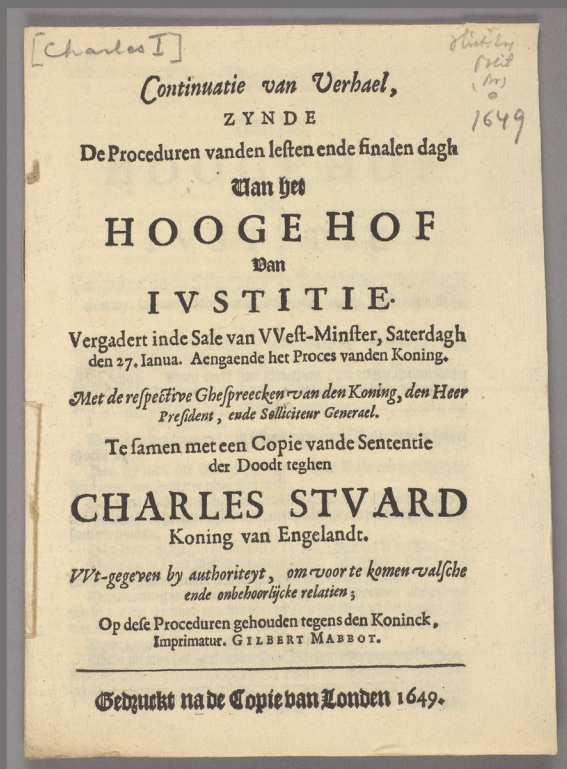 [Charles I]
1649
Continuatie van Verhael,
ZYNDE
De Proceduren vanden leſten ende finalen dagh
Van het
HOOGE HOF
Van
IVSTITIE.
Vergadert inde Sale van VVeſt-Minſter, Saterdagh
den 27. Ianua. Aengaende het Proces vanden Koning.
Met de reſpective Gheſpreecken van den Koning, den Heer
Preſident, ende Solliciteur Generael.
Te ſamen met een Copie vande Sententie
der Doodt teghen
CHARLES STVARD
Koning van Engelandt.
VVt-gegeven by authoriteyt, om voor te komen valſche
ende onbehoorlijcke relatien;
Op deſe Proceduren gehouden tegens den Koninck,
Imprimatur. GILBERT MABBOT.
Gedruckt na de Copie van Londen 1649.